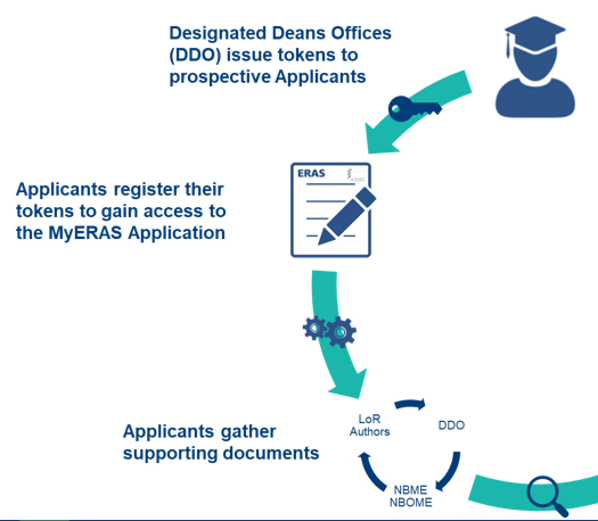 Designated Deans Offices
(DDO) issue tokens to
prospective Applicants
ERAS
AAMC
Applicants register their
tokens to gain access to
the MyERAS Application
Applicants gather
supporting documents
LoR
Authors
DDO
NBME
NBOME